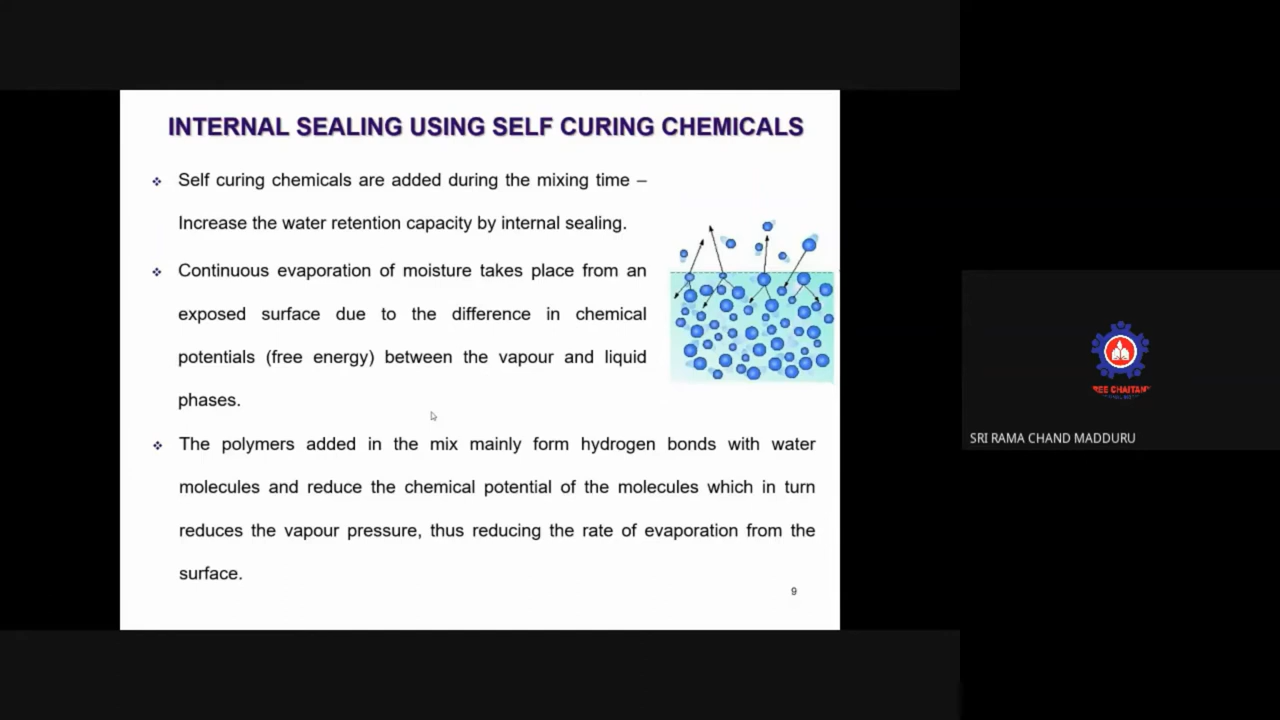 INTERNAL SEALING USING SELF CURING CHEMICALS
❖ Self curing chemicals are added during the mixing time –
Increase the water retention capacity by internal sealing.
❖ Continuous evaporation of moisture takes place from an
exposed surface due to the difference in chemical
potentials (free energy) between the vapour and liquid
phases.
❖ The polymers added in the mix mainly form hydrogen bonds with water
molecules and reduce the chemical potential of the molecules which in turn
reduces the vapour pressure, thus reducing the rate of evaporation from the
surface.
9
SRI RAMA CHAND MADDURU